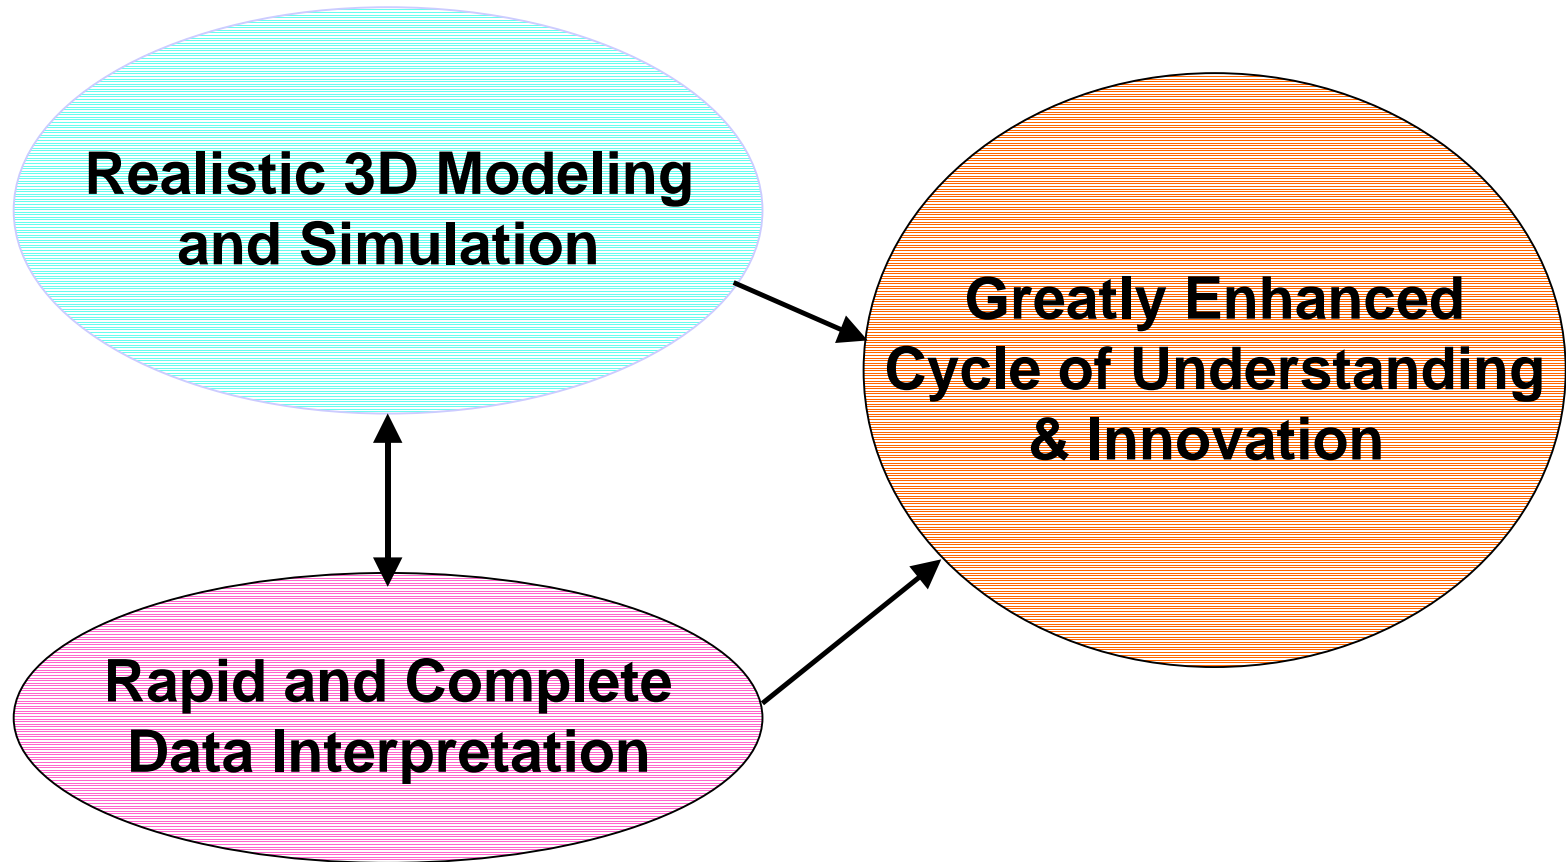 Realistic 3D Modeling
and Simulation
Greatly Enhanced
Cycle of Understanding
& Innovation
Rapid and Complete
Data Interpretation